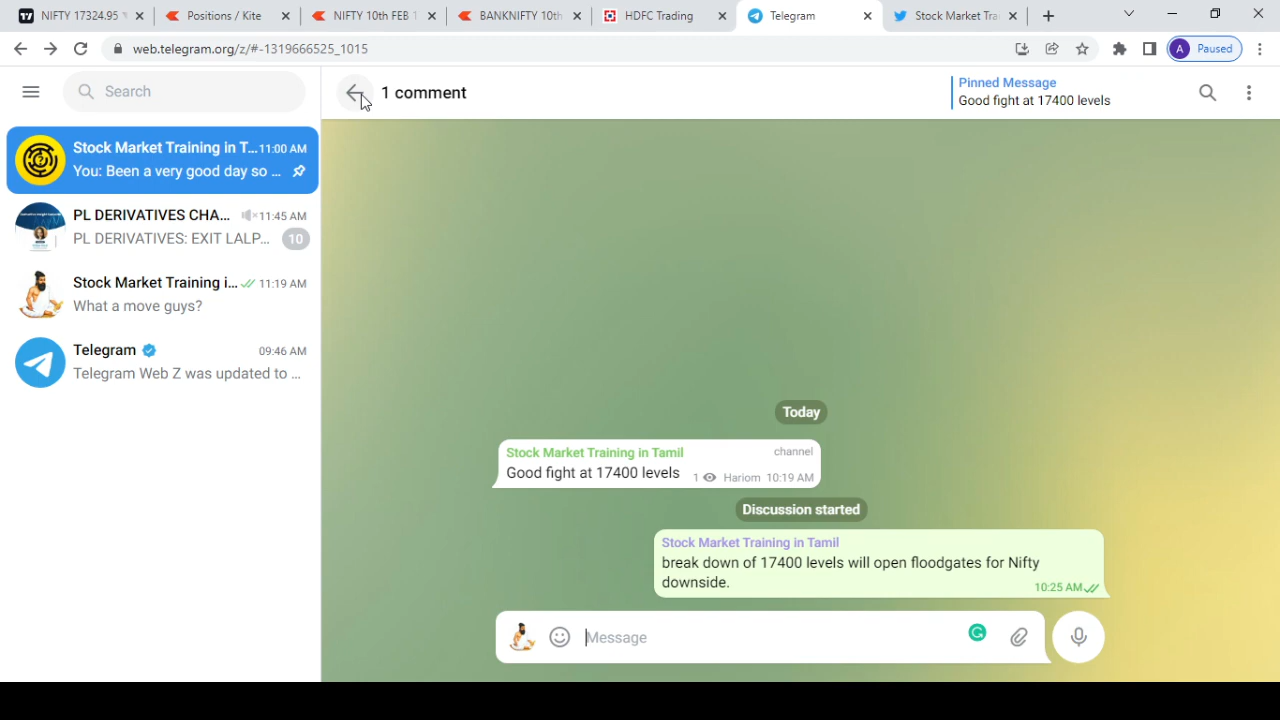 NIFTY 17324.95
Positions / Kite
NIFTY 10th FEB 1
BANKNIFTY 10th
HDFC Trading
Telegram
Stock Market Tra
web.telegram.org/z/#-1319666525_1015
A Paused
Search
1 comment
Pinned Message
Good fight at 17400 levels
Stock Market Training in T... 11:00 AM
You: Been a very good day so ...
PL DERIVATIVES CHA... 11:45 AM
PL DERIVATIVES: EXIT LALP... 10
Stock Market Training i... 11:19 AM
What a move guys?
Telegram 09:46 AM
Telegram Web Z was updated to ...
Today
Stock Market Training in Tamil channel
Good fight at 17400 levels 1 Hariom 10:19 AM
Discussion started
Stock Market Training in Tamil
break down of 17400 levels will open floodgates for Nifty
downside. 10:25 AM
Message